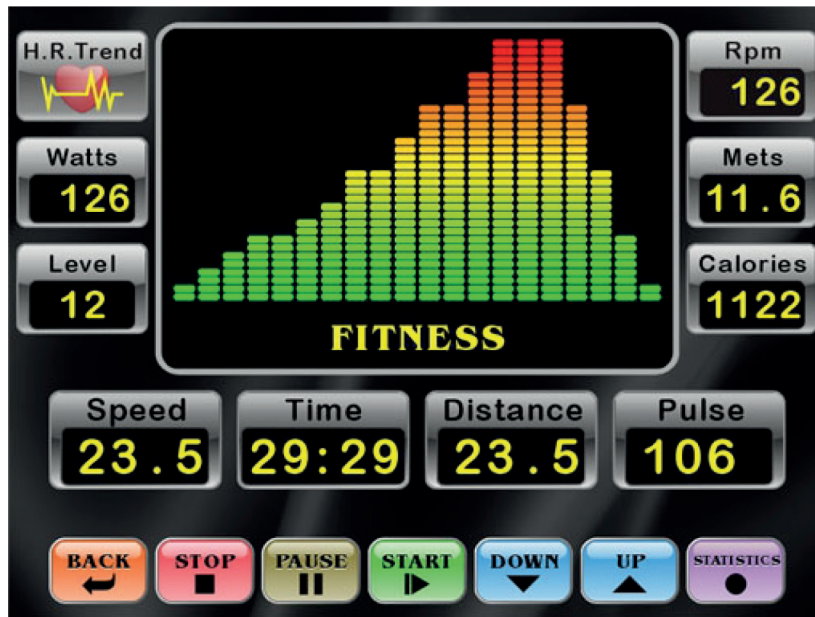 H.R.Trend
Rpm
126
Watts
126
Mets
11.6
Level
12
Calories
1122
FITNESS
Speed
23.5
Time
29:29
Distance
23.5
Pulse
106
BACK
STOP
PAUSE
START
DOWN
UP
STATISTICS